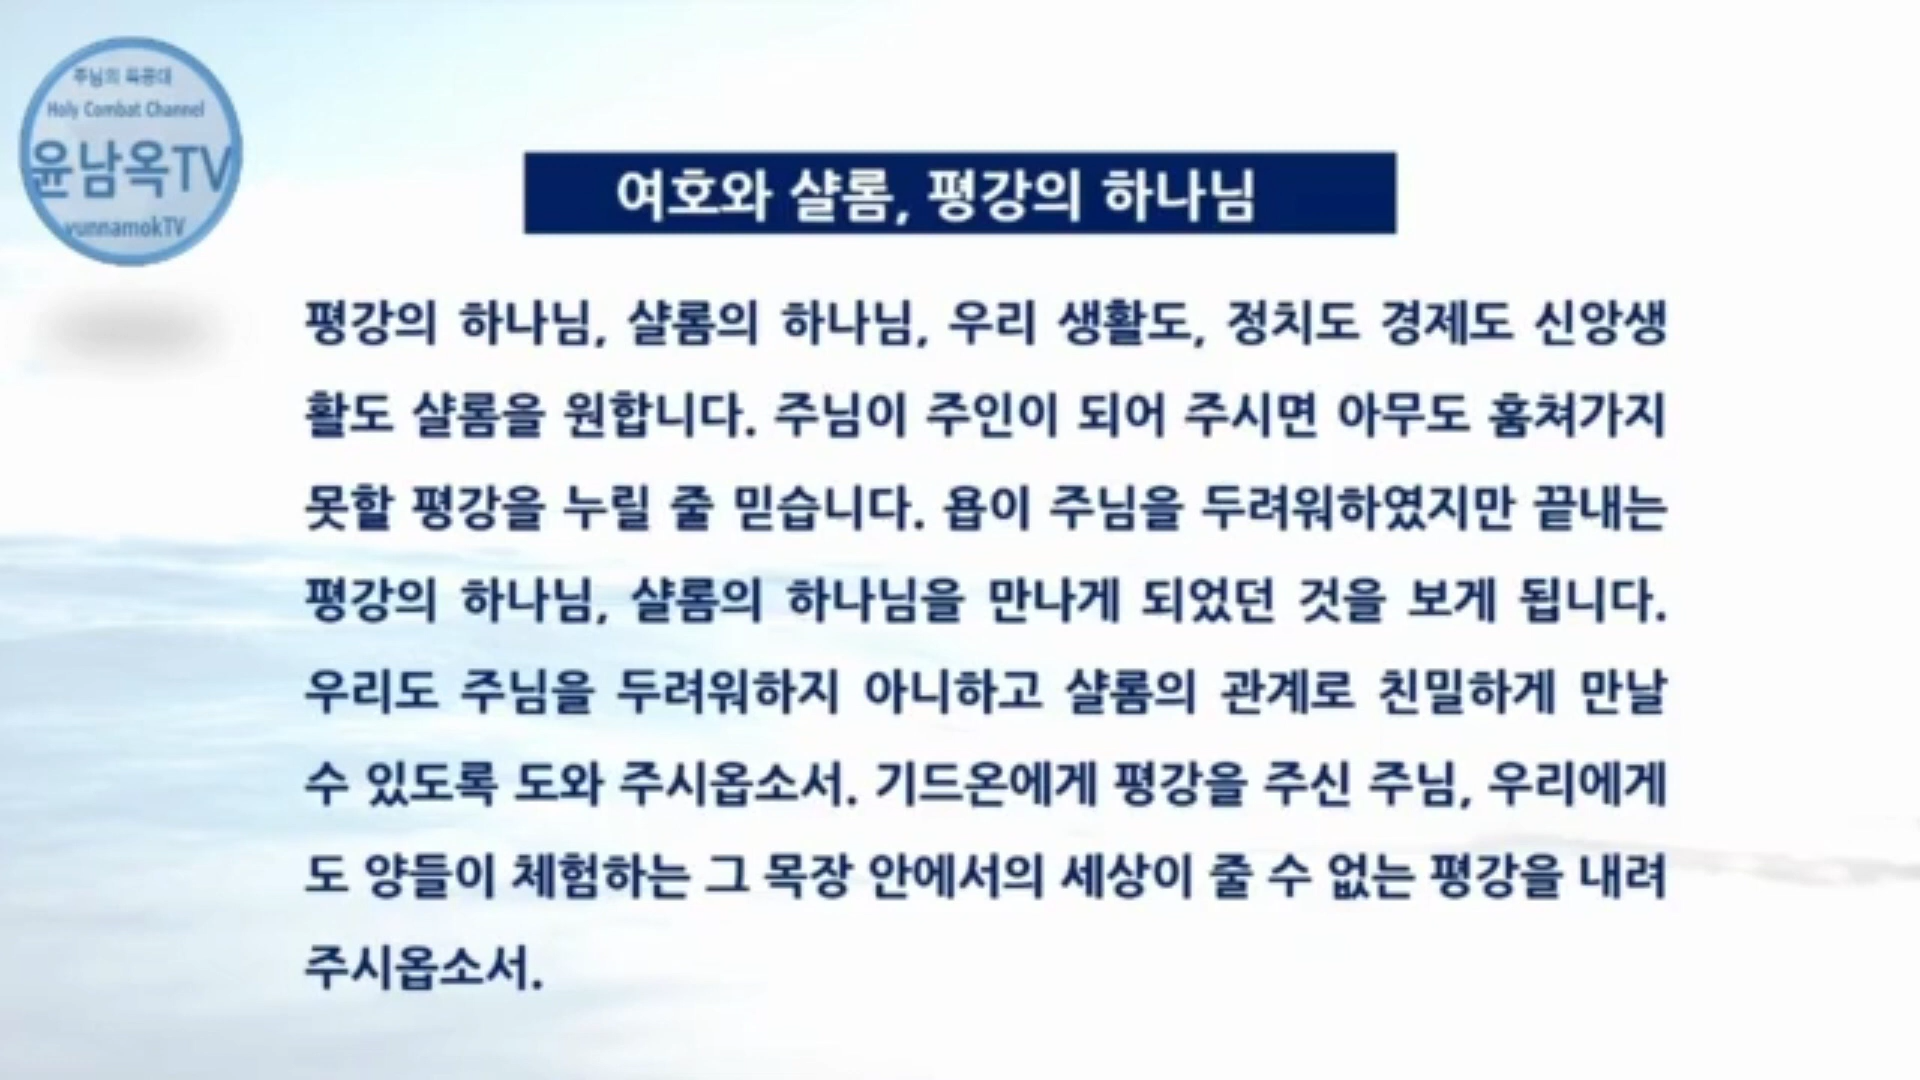 주님의 특공대
Holy Combat Channel
윤남옥TV
yunnamokTV
여호와 샬롬, 평강의 하나님
평강의 하나님, 샬롬의 하나님, 우리 생활도, 정치도 경제도 신앙생
활도 샬롬을 원합니다. 주님이 주인이 되어 주시면 아무도 훔쳐가지
못할 평강을 누릴 줄 믿습니다. 욥이 주님을 두려워하였지만 끝내는
평강의 하나님, 샬롬의 하나님을 만나게 되었던 것을 보게 됩니다.
우리도 주님을 두려워하지 아니하고 샬롬의 관계로 친밀하게 만날
수 있도록 도와 주시옵소서. 기드온에게 평강을 주신 주님, 우리에게
도 양들이 체험하는 그 목장 안에서의 세상이 줄 수 없는 평강을 내려
주시옵소서.